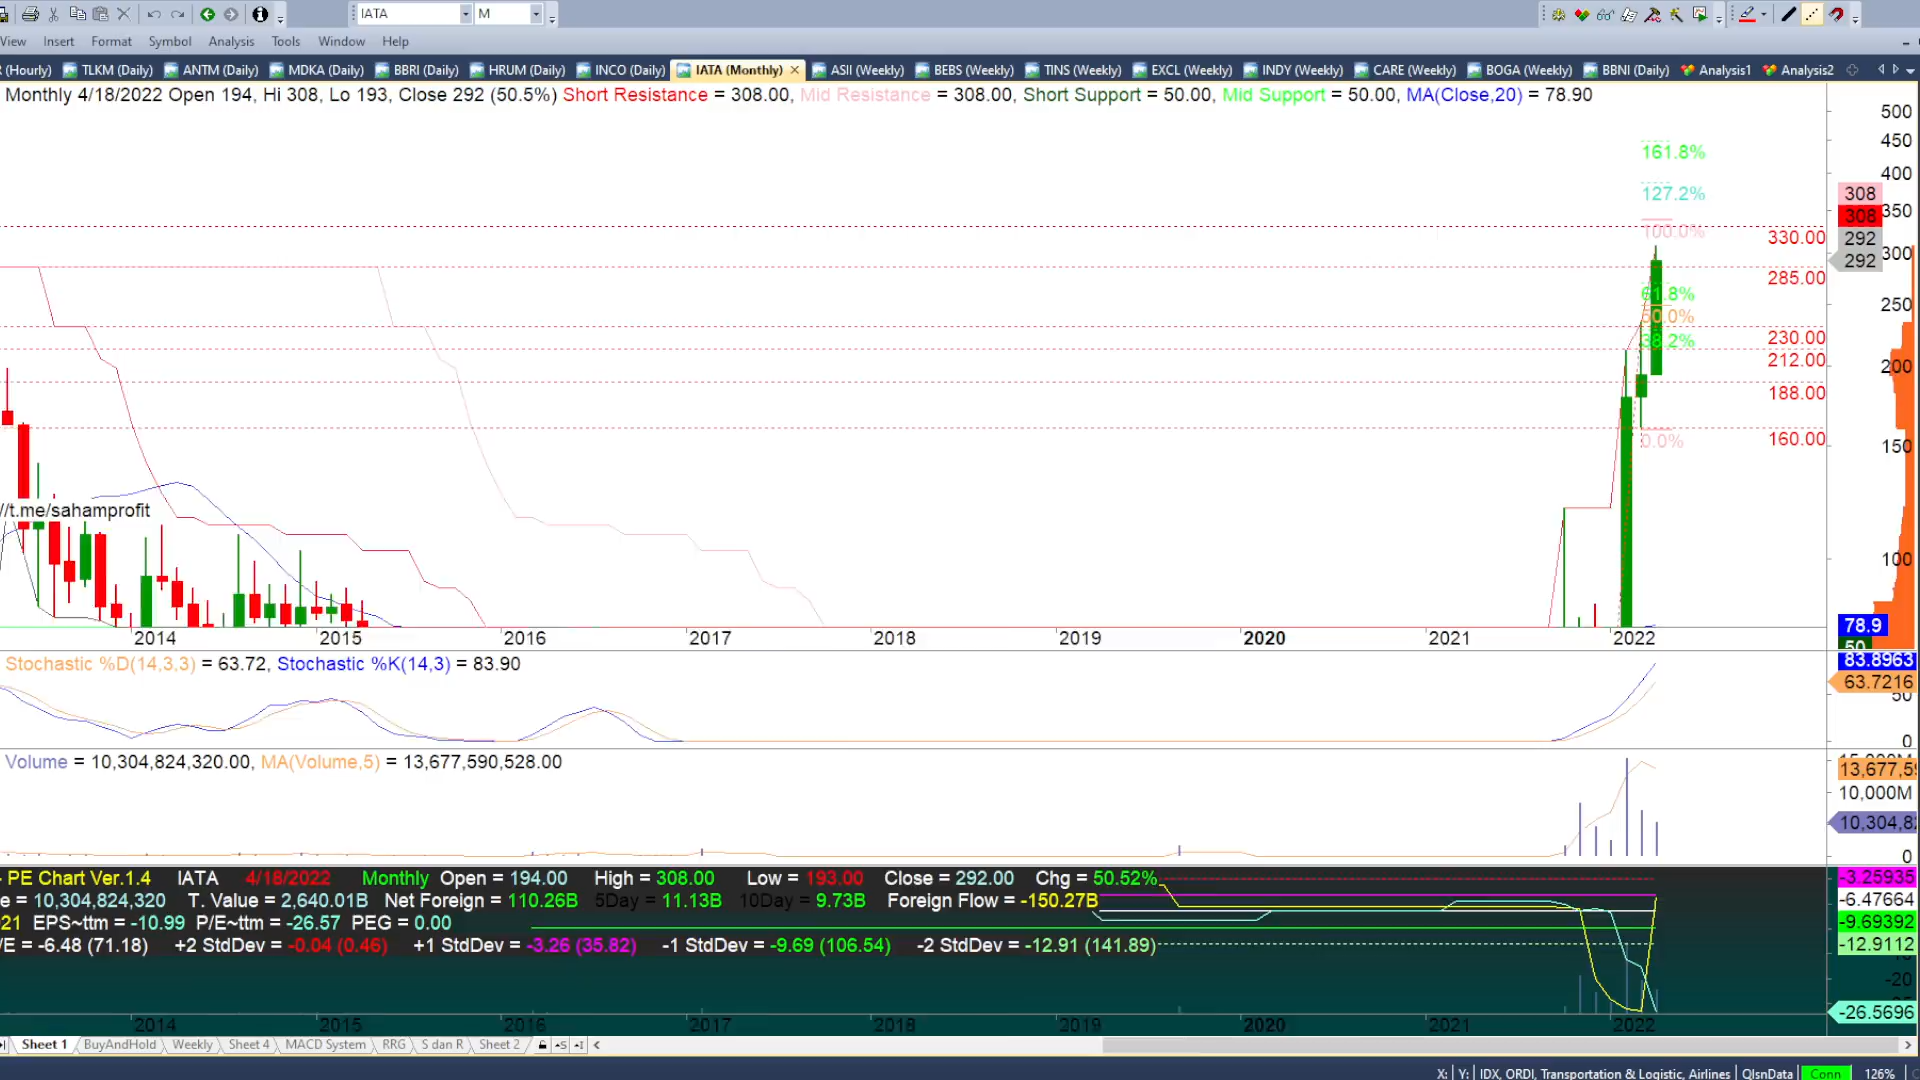 IATA M
View Insert Format Symbol Analysis Tools Window Help
(Hourly) TLKM (Daily) ANTM (Daily) MDKA (Daily) BBRI (Daily) HRUM (Daily) INCO (Daily) IATA (Monthly) ASII (Weekly) BEBS (Weekly) TINS (Weekly) EXCL (Weekly) INDY (Weekly) CARE (Weekly) BOGA (Weekly) BBNI (Daily) Analysis1 Analysis2
Monthly 4/18/2022 Open 194, Hi 308, Lo 193, Close 292 (50.5%) Short Resistance = 308.00, Mid Resistance = 308.00, Short Support = 50.00, Mid Support = 50.00, MA(Close,20) = 78.90
500
450
161.8%
400
127.2% 308
308 350
100.0% 330.00 292
300
292
285.00
61.8% 250
50.0%
230.00
38.2%
212.00
200
188.00
160.00
0.0% 150
//t.me/sahamprofit
100
78.9
2014 2015 2016 2017 2018 2019 2020 2021 2022
50
Stochastic %D(14,3,3) = 63.72, Stochastic %K(14,3) = 83.90 83.8963
63.7216
50
0
Volume = 10,304,824,320.00, MA(Volume,5) = 13,677,590,528.00
13,677,59
10,000M
10,304,82
0
- PE Chart Ver.1.4 IATA 4/18/2022 Monthly Open = 194.00 High = 308.00 Low = 193.00 Close = 292.00 Chg = 50.52% -3.25935
e = 10,304,824,320 T. Value = 2,640.01B Net Foreign = 110.26B 5Day = 11.13B 10Day = 9.73B Foreign Flow = -150.27B -6.47664
21 EPS~ttm = -10.99 P/E~ttm = -26.57 PEG = 0.00 -9.69392
/E = -6.48 (71.18) +2 StdDev = -0.04 (0.46) +1 StdDev = -3.26 (35.82) -1 StdDev = -9.69 (106.54) -2 StdDev = -12.91 (141.89) -12.9112
-20
-26.5696
2014 2015 2016 2017 2018 2019 2020 2021 2022
Sheet 1 BuyAndHold Weekly Sheet 4 MACD System RRG S dan R Sheet 2
X: Y: IDX, ORDI, Transportation & Logistic, Airlines QlsnData Conn 126%